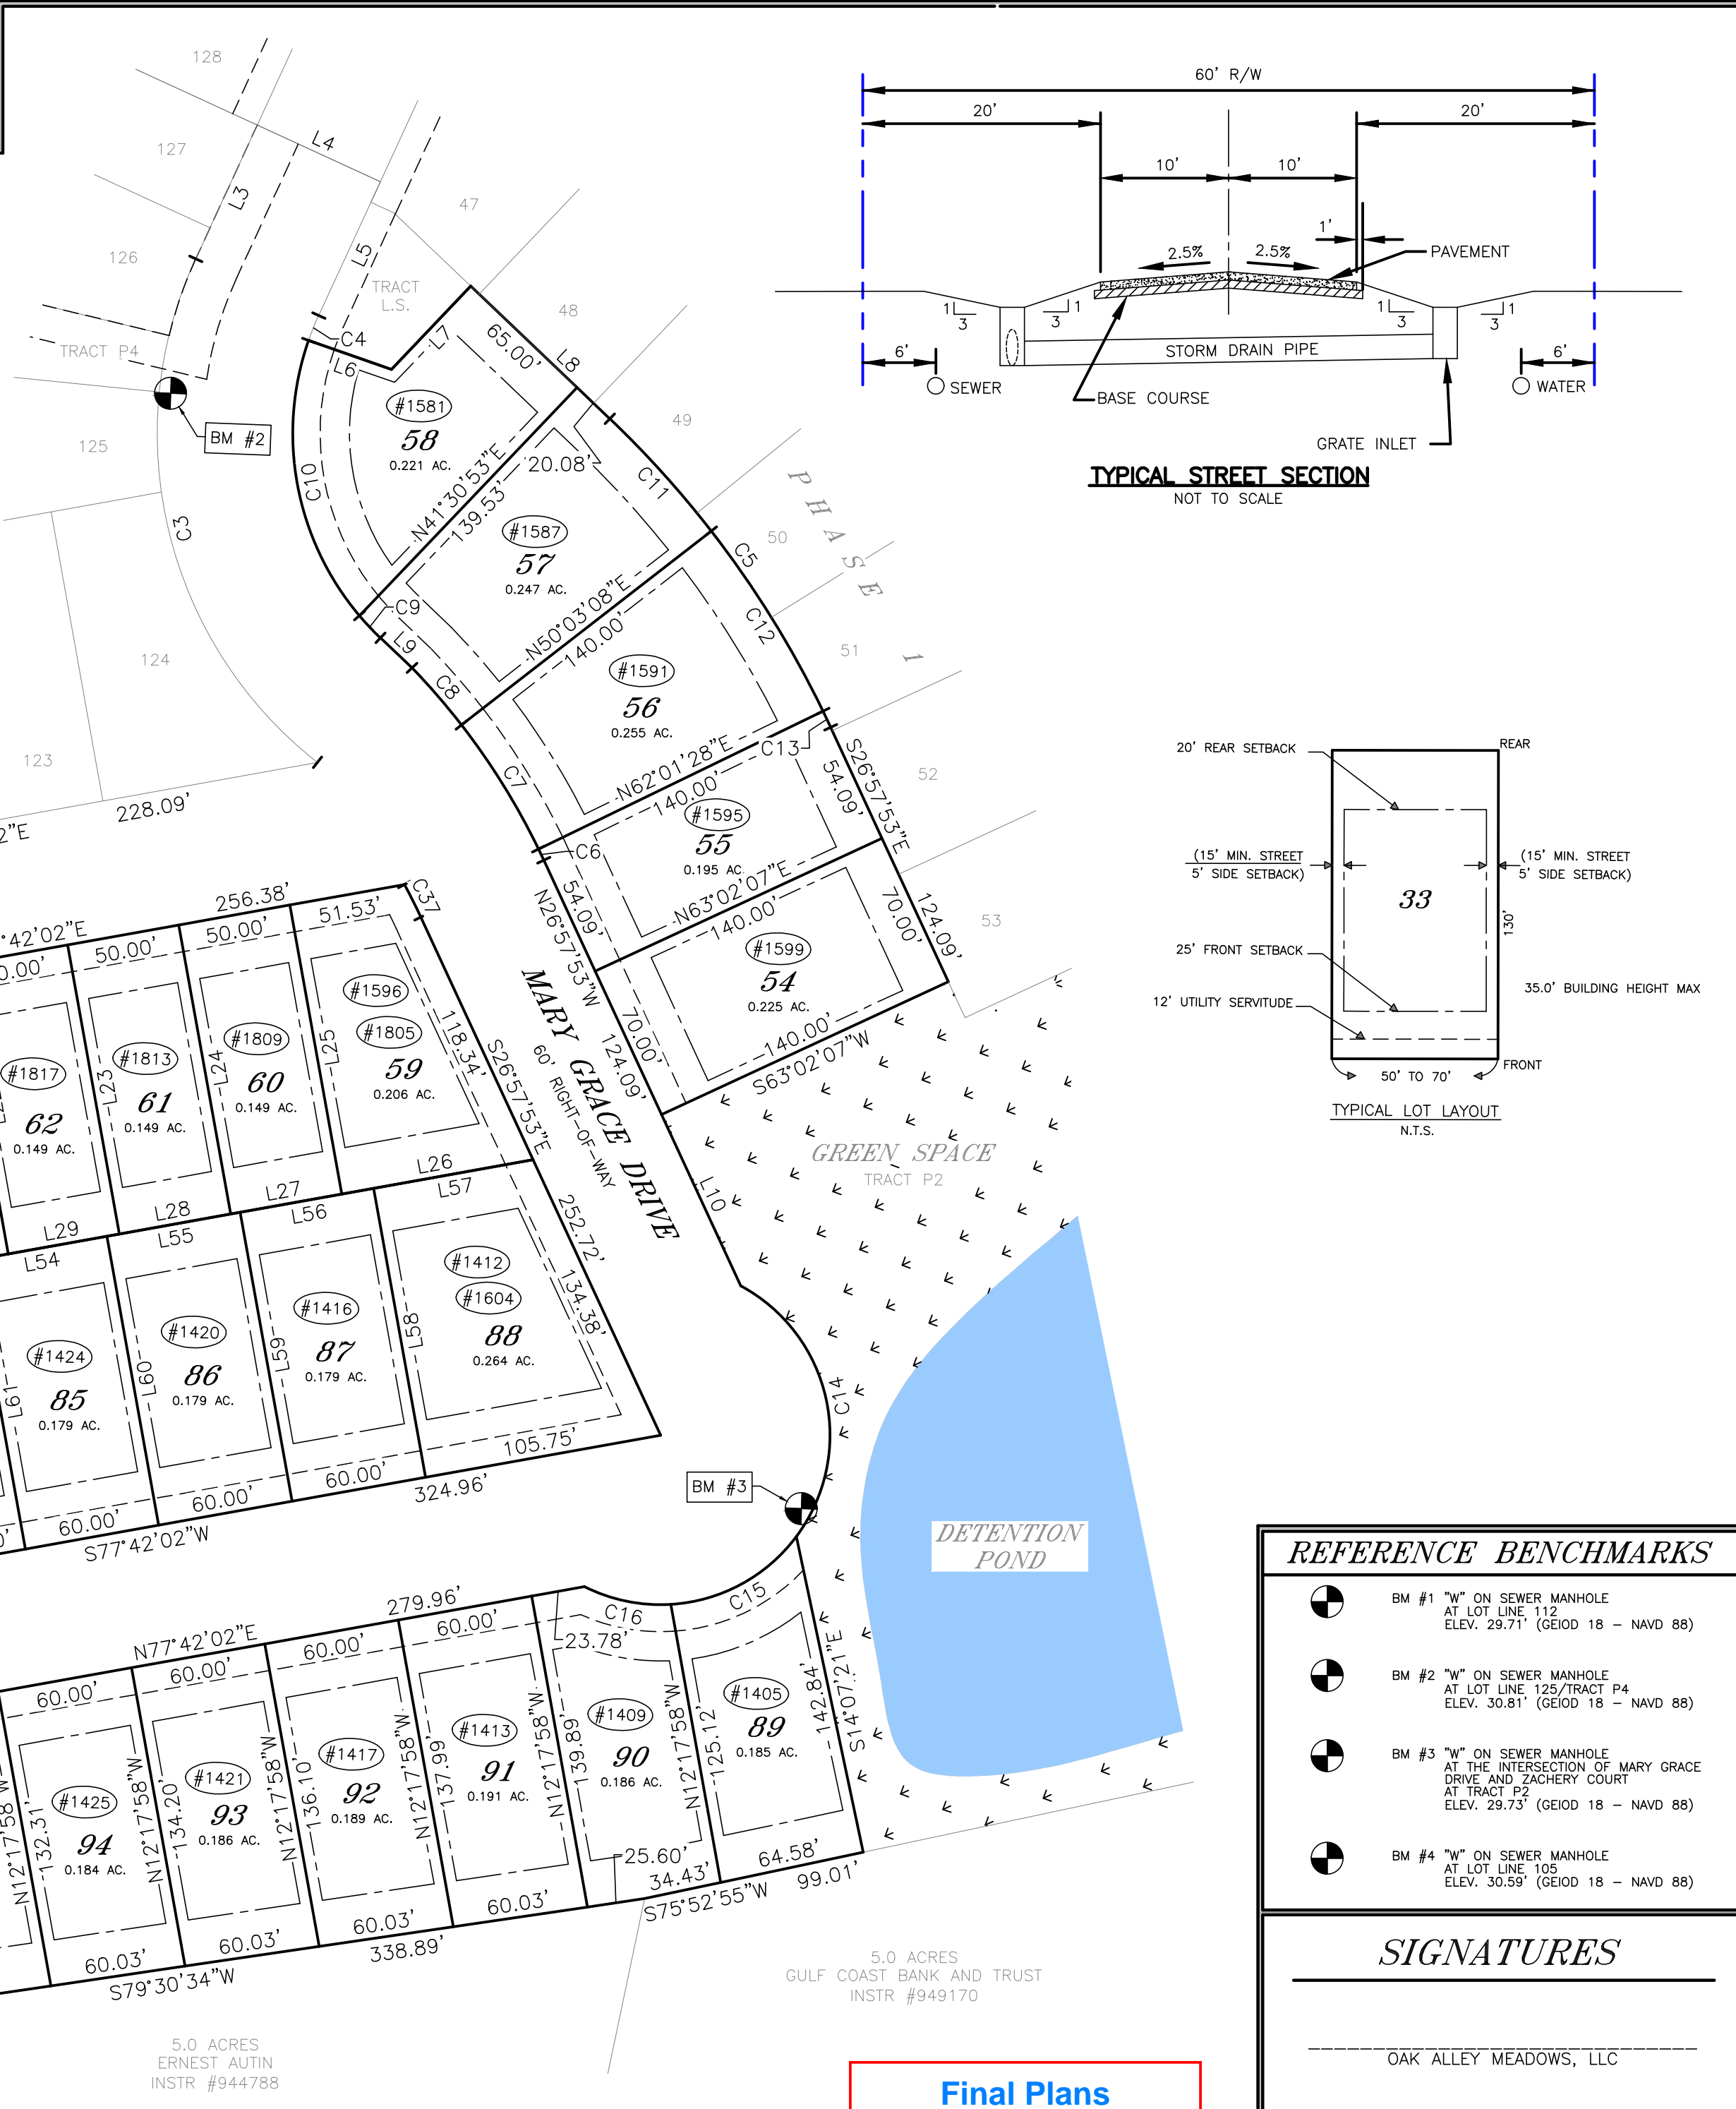 128
127
126
TRACT P4
125
124
123
L4
L3
L5
TRACT
L.S.
47
48
49
50
51
52
53
PHASE 1
BM #2
C3
C4
L6
L7
L8
65.00'
#1581
58
0.221 AC.
C10
N41°30'53"E
139.53'
20.08'
C11
#1587
57
0.247 AC.
C9
L9
C8
N50°03'08"E
140.00'
C5
C12
#1591
56
0.255 AC.
C7
N62°01'28"E
140.00'
C13
S26°57'53"E
54.09'
#1595
55
0.195 AC.
C6
54.09'
N26°57'53"W
N63°02'07"E
140.00'
70.00'
124.09'
#1599
54
0.225 AC.
70.00'
124.09'
140.00'
S63°02'07"W
228.09'
2"E
256.38'
C37
°42'02"E
0.00'
50.00'
50.00'
51.53'
#1596
#1805
59
0.206 AC.
118.34'
S26°57'53"E
MARY GRACE DRIVE
60' RIGHT-OF-WAY
#1809
60
0.149 AC.
#1813
61
0.149 AC.
#1817
62
0.149 AC.
L23
L24
L25
L26
L27
L28
L29
L54
L55
L56
L57
252.72'
134.38'
L10
GREEN SPACE
TRACT P2
C14
DETENTION
POND
#1412
#1604
88
0.264 AC.
#1416
87
0.179 AC.
#1420
86
0.179 AC.
#1424
85
0.179 AC.
L58
L59
L60
L61
105.75'
60.00'
324.96'
60.00'
60.00'
S77°42'02"W
BM #3
279.96'
N77°42'02"E
60.00'
60.00'
60.00'
60.00'
C16
C15
23.78'
#1405
89
0.185 AC.
142.84'
S14°07'21"E
125.12'
N12°17'58"W
#1409
90
0.186 AC.
139.89'
N12°17'58"W
#1413
91
0.191 AC.
137.99'
N12°17'58"W
#1417
92
0.189 AC.
136.10'
N12°17'58"W
#1421
93
0.186 AC.
134.20'
N12°17'58"W
#1425
94
0.184 AC.
132.31'
N12°17'58"W
64.58'
99.01'
25.60'
34.43'
S75°52'55"W
60.03'
60.03'
60.03'
60.03'
338.89'
S79°30'34"W
5.0 ACRES
GULF COAST BANK AND TRUST
INSTR #949170
5.0 ACRES
ERNEST AUTIN
INSTR #944788
60' R/W
20'
20'
10'
10'
1'
2.5%
2.5%
PAVEMENT
1
3
1
3
1
3
1
3
STORM DRAIN PIPE
6'
6'
SEWER
WATER
BASE COURSE
GRATE INLET
TYPICAL STREET SECTION
NOT TO SCALE
20' REAR SETBACK
REAR
(15' MIN. STREET
5' SIDE SETBACK)
(15' MIN. STREET
5' SIDE SETBACK)
33
130'
25' FRONT SETBACK
35.0' BUILDING HEIGHT MAX
12' UTILITY SERVITUDE
FRONT
50' TO 70'
TYPICAL LOT LAYOUT
N.T.S.
REFERENCE BENCHMARKS
BM #1 "W" ON SEWER MANHOLE
AT LOT LINE 112
ELEV. 29.71' (GEIOD 18 – NAVD 88)
BM #2 "W" ON SEWER MANHOLE
AT LOT LINE 125/TRACT P4
ELEV. 30.81' (GEIOD 18 – NAVD 88)
BM #3 "W" ON SEWER MANHOLE
AT THE INTERSECTION OF MARY GRACE
DRIVE AND ZACHERY COURT
AT TRACT P2
ELEV. 29.73' (GEIOD 18 – NAVD 88)
BM #4 "W" ON SEWER MANHOLE
AT LOT LINE 105
ELEV. 30.59' (GEIOD 18 – NAVD 88)
SIGNATURES
OAK ALLEY MEADOWS, LLC
Final Plans